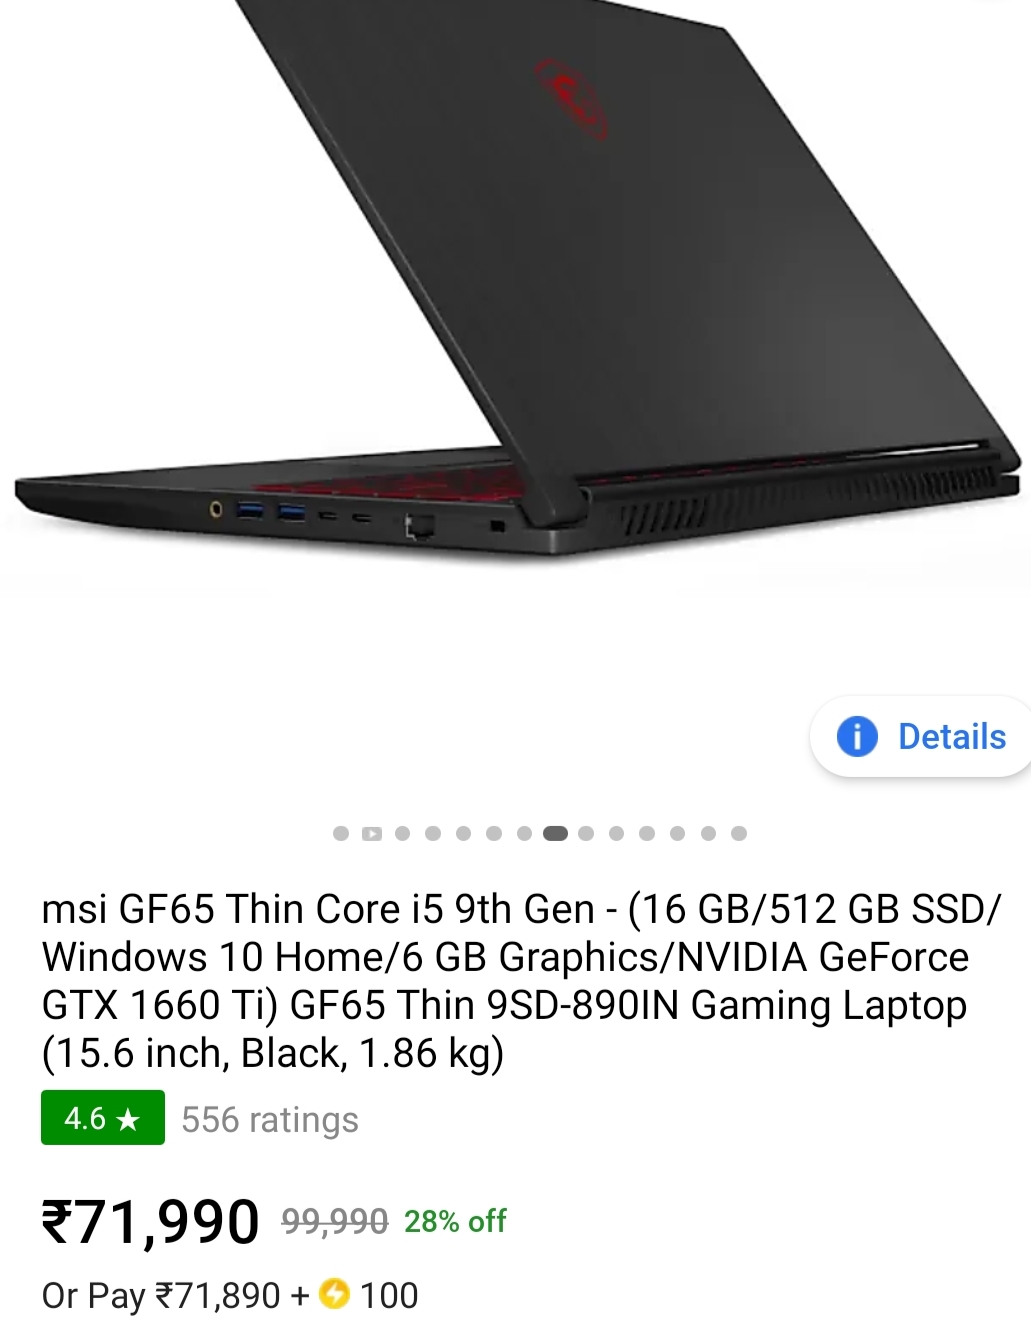 Details
msi GF65 Thin Core i5 9th Gen - (16 GB/512 GB SSD/
Windows 10 Home/6 GB Graphics/NVIDIA GeForce
GTX 1660 Ti) GF65 Thin 9SD-890IN Gaming Laptop
(15.6 inch, Black, 1.86 kg)
4.6 ★ 556 ratings
₹71,990 99,990 28% off
Or Pay ₹71,890 + 100